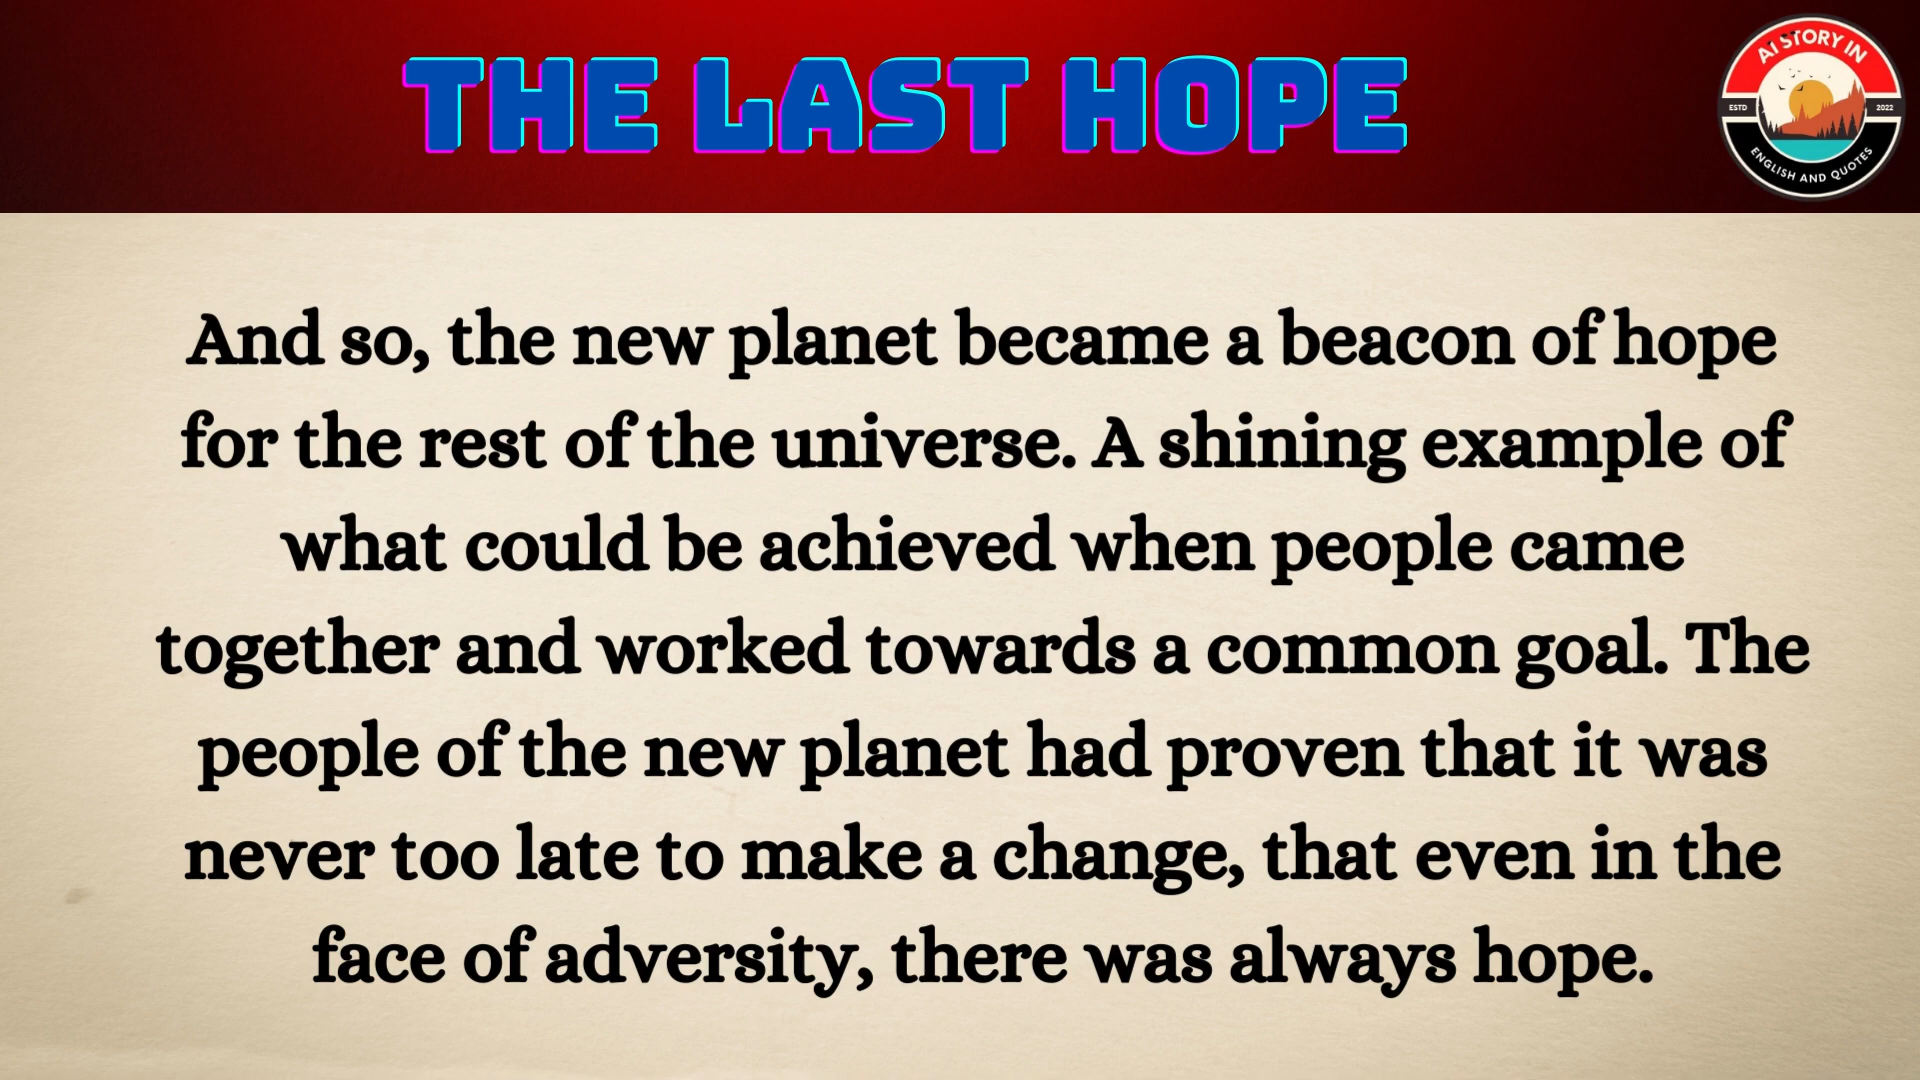 THE LAST HOPE
AI STORY IN
ESTD
2022
ENGLISH AND QUOTES
And so, the new planet became a beacon of hope
for the rest of the universe. A shining example of
what could be achieved when people came
together and worked towards a common goal. The
people of the new planet had proven that it was
never too late to make a change, that even in the
face of adversity, there was always hope.